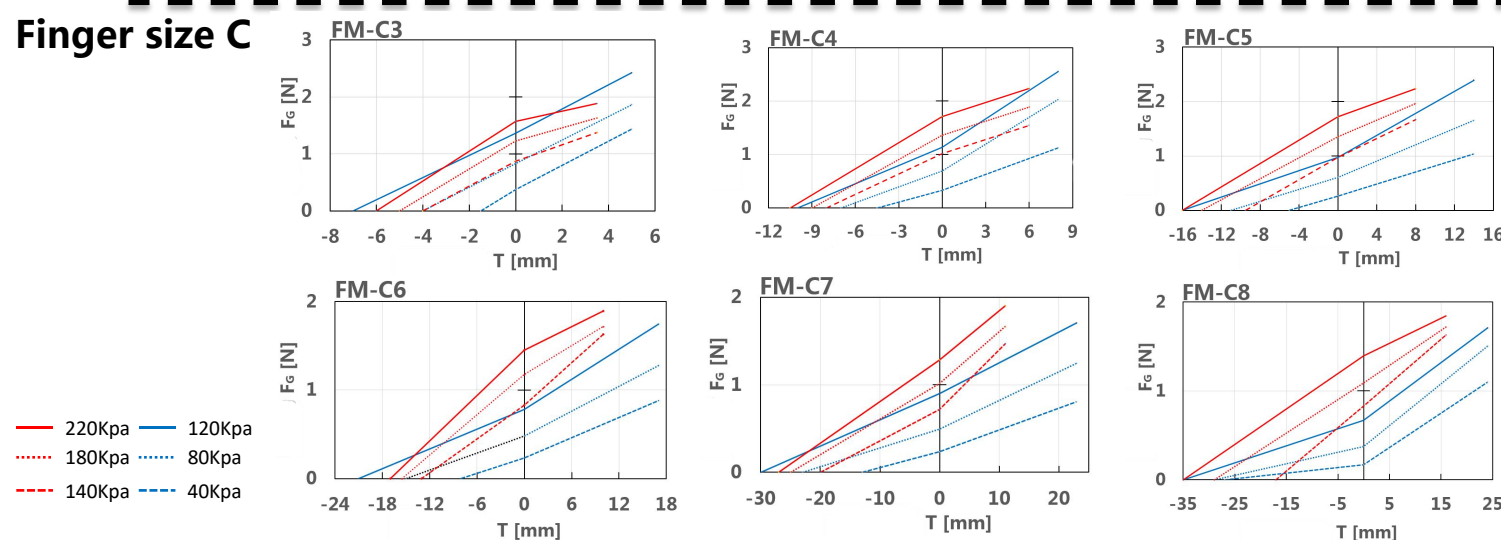 Finger size C
FM-C3
3
2
1
0
FG [N]
-8 -6 -4 -2 0 2 4 6
T [mm]
FM-C4
3
2
1
0
FG [N]
-12 -9 -6 -3 0 3 6 9
T [mm]
FM-C5
3
2
1
0
FG [N]
-16 -12 -8 -4 0 4 8 12 16
T [mm]
FM-C6
2
1
0
FG [N]
-24 -18 -12 -6 0 6 12 18
T [mm]
FM-C7
2
1
0
FG [N]
-30 -20 -10 0 10 20
T [mm]
FM-C8
2
1
0
FG [N]
-35 -25 -15 -5 5 15 25
T [mm]
220Kpa 120Kpa
180Kpa 80Kpa
140Kpa 40Kpa